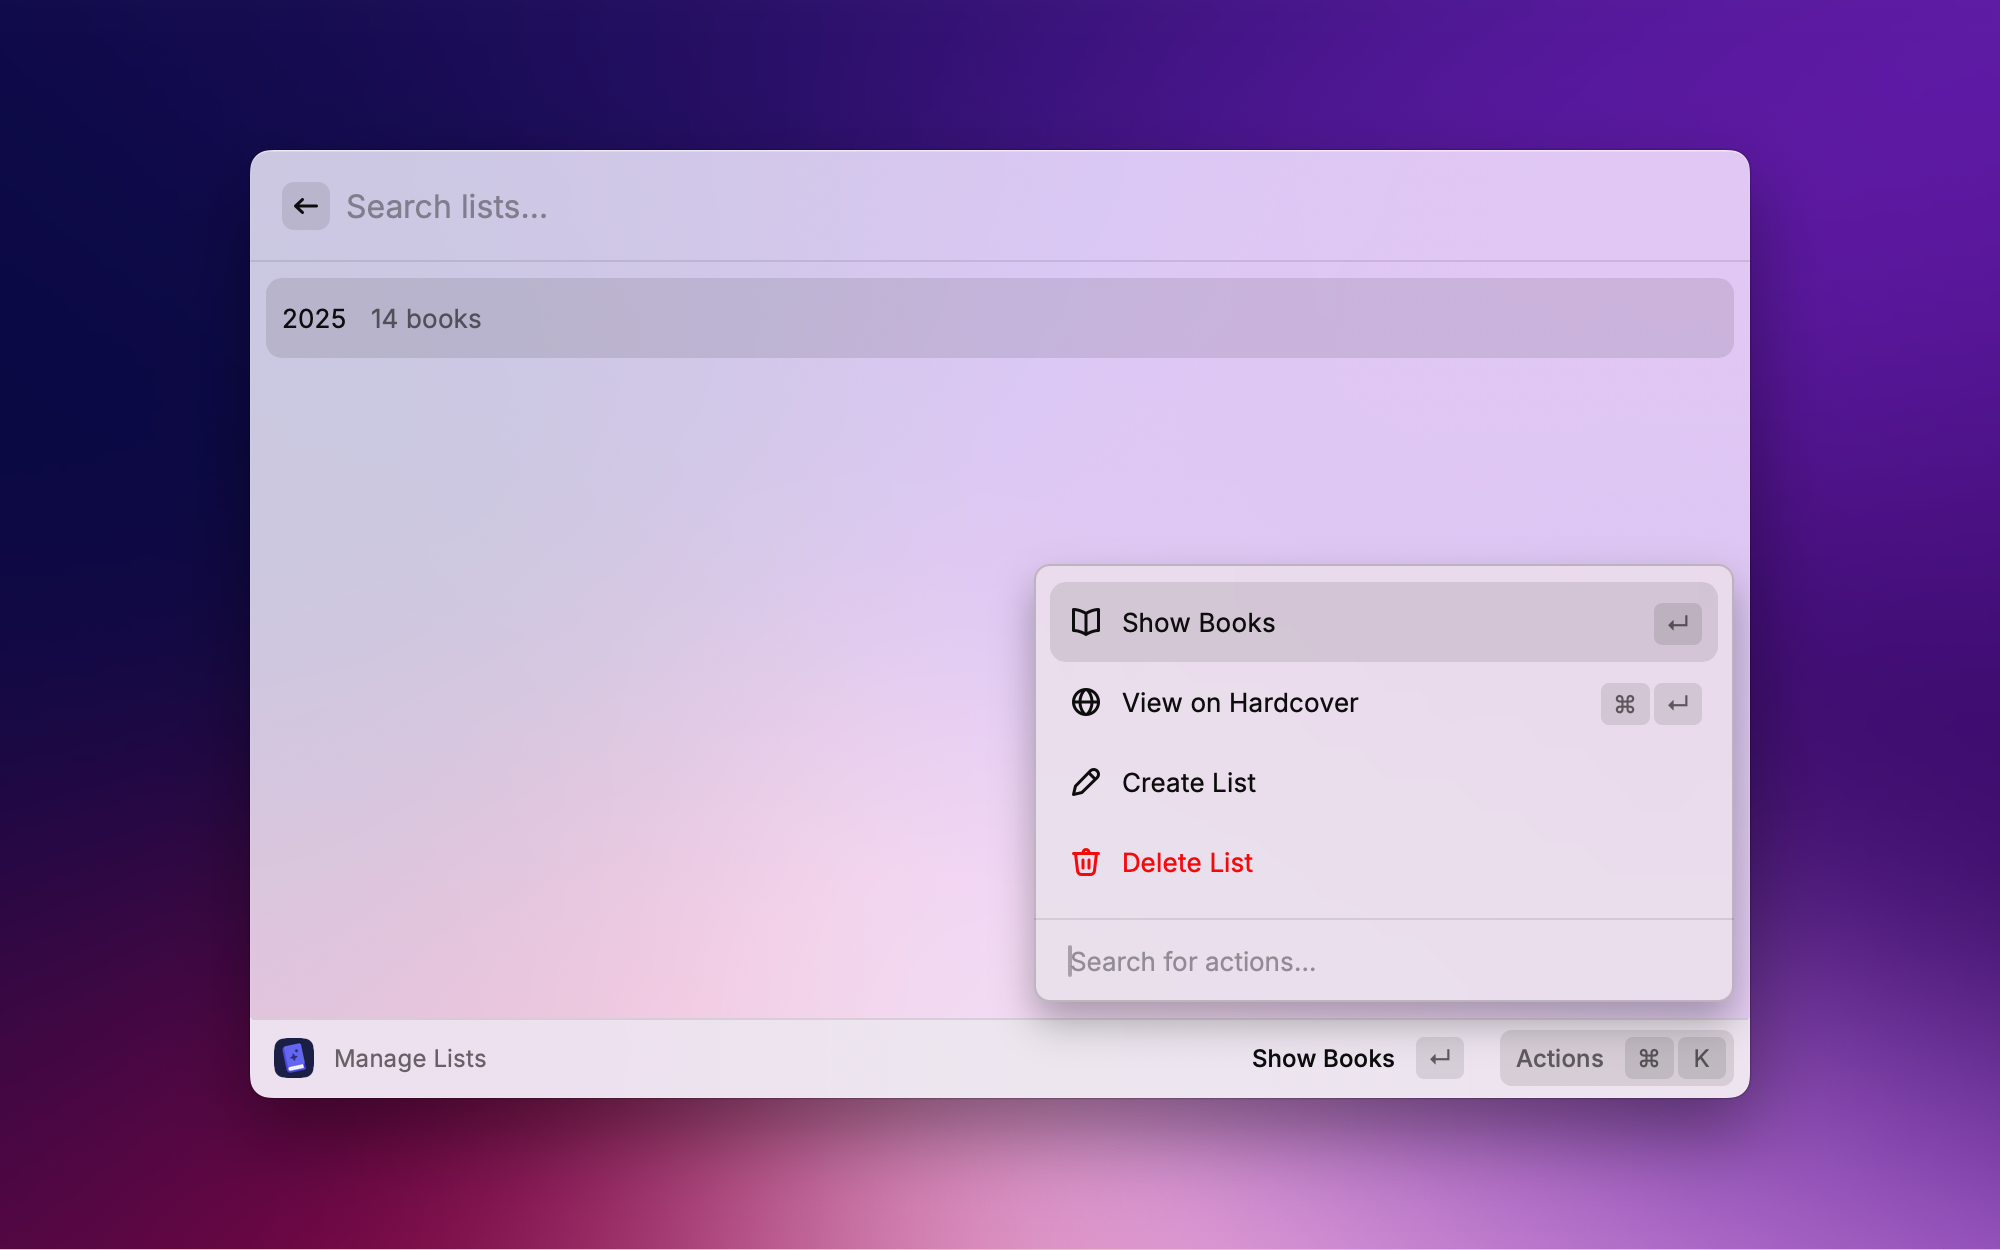 Search lists...
2025 14 books
Show Books ↵
View on Hardcover ⌘ ↵
Create List
Delete List
Search for actions...
Manage Lists Show Books ↵ Actions ⌘ K